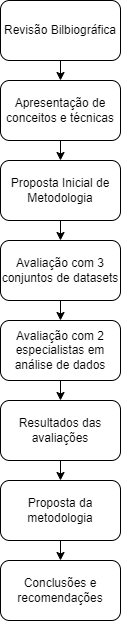 Revisão Bilbiográfica
Apresentação de
conceitos e técnicas
Proposta Inicial de
Metodologia
Avaliação com 3
conjuntos de datasets
Avaliação com 2
especialistas em
análise de dados
Resultados das
avaliações
Proposta da
metodologia
Conclusões e
recomendações